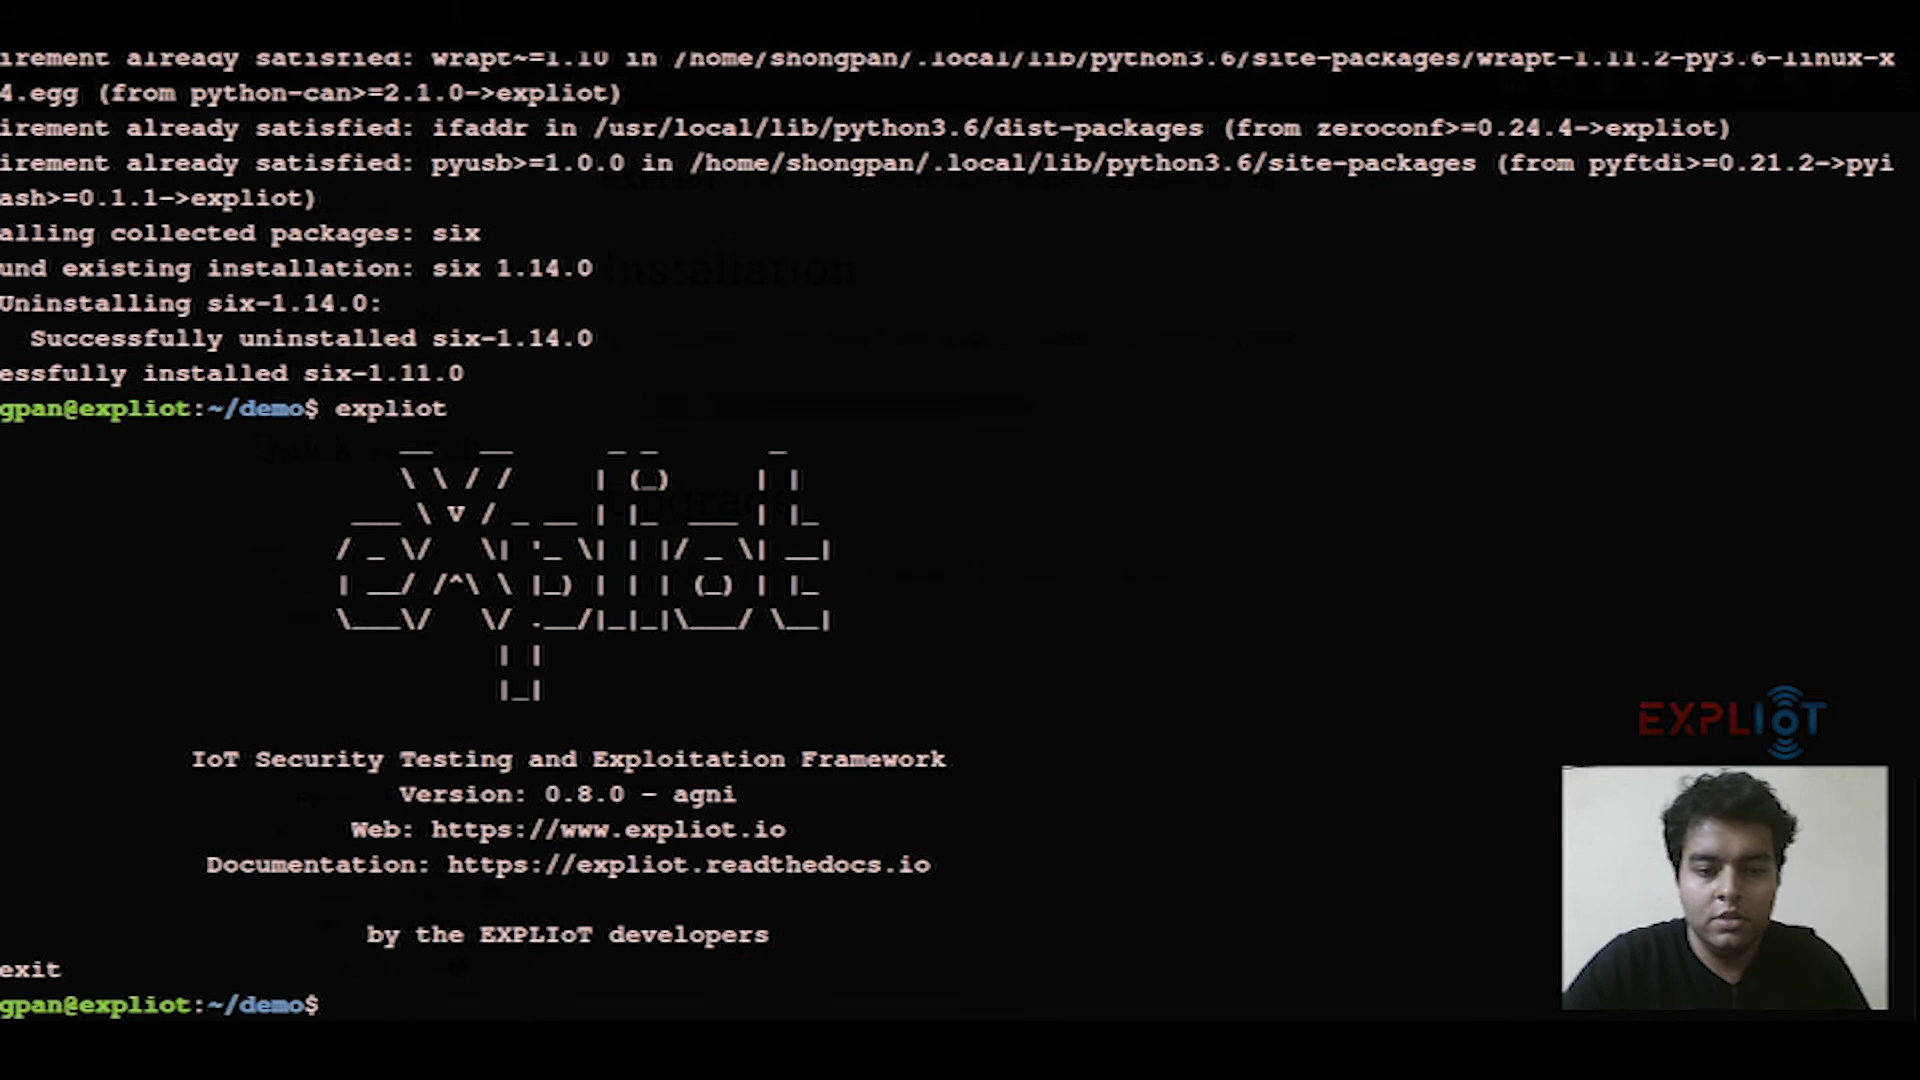 irement already satisfied: wrapt~=1.10 in /home/shongpan/.local/lib/python3.6/site-packages/wrapt-1.11.2-py3.6-linux-x
4.egg (from python-can>=2.1.0->expliot)
irement already satisfied: ifaddr in /usr/local/lib/python3.6/dist-packages (from zeroconf>=0.24.4->expliot)
irement already satisfied: pyusb>=1.0.0 in /home/shongpan/.local/lib/python3.6/site-packages (from pyftdi>=0.21.2->pyi
ash>=0.1.1->expliot)
alling collected packages: six
und existing installation: six 1.14.0
Uninstalling six-1.14.0:
Successfully uninstalled six-1.14.0
essfully installed six-1.11.0
gpan@expliot:~/demo$ expliot
eXpliot
IoT Security Testing and Exploitation Framework
Version: 0.8.0 - agni
Web: https://www.expliot.io
Documentation: https://expliot.readthedocs.io
by the EXPLIoT developers
exit
gpan@expliot:~/demo$
EXPLIOT
Installation